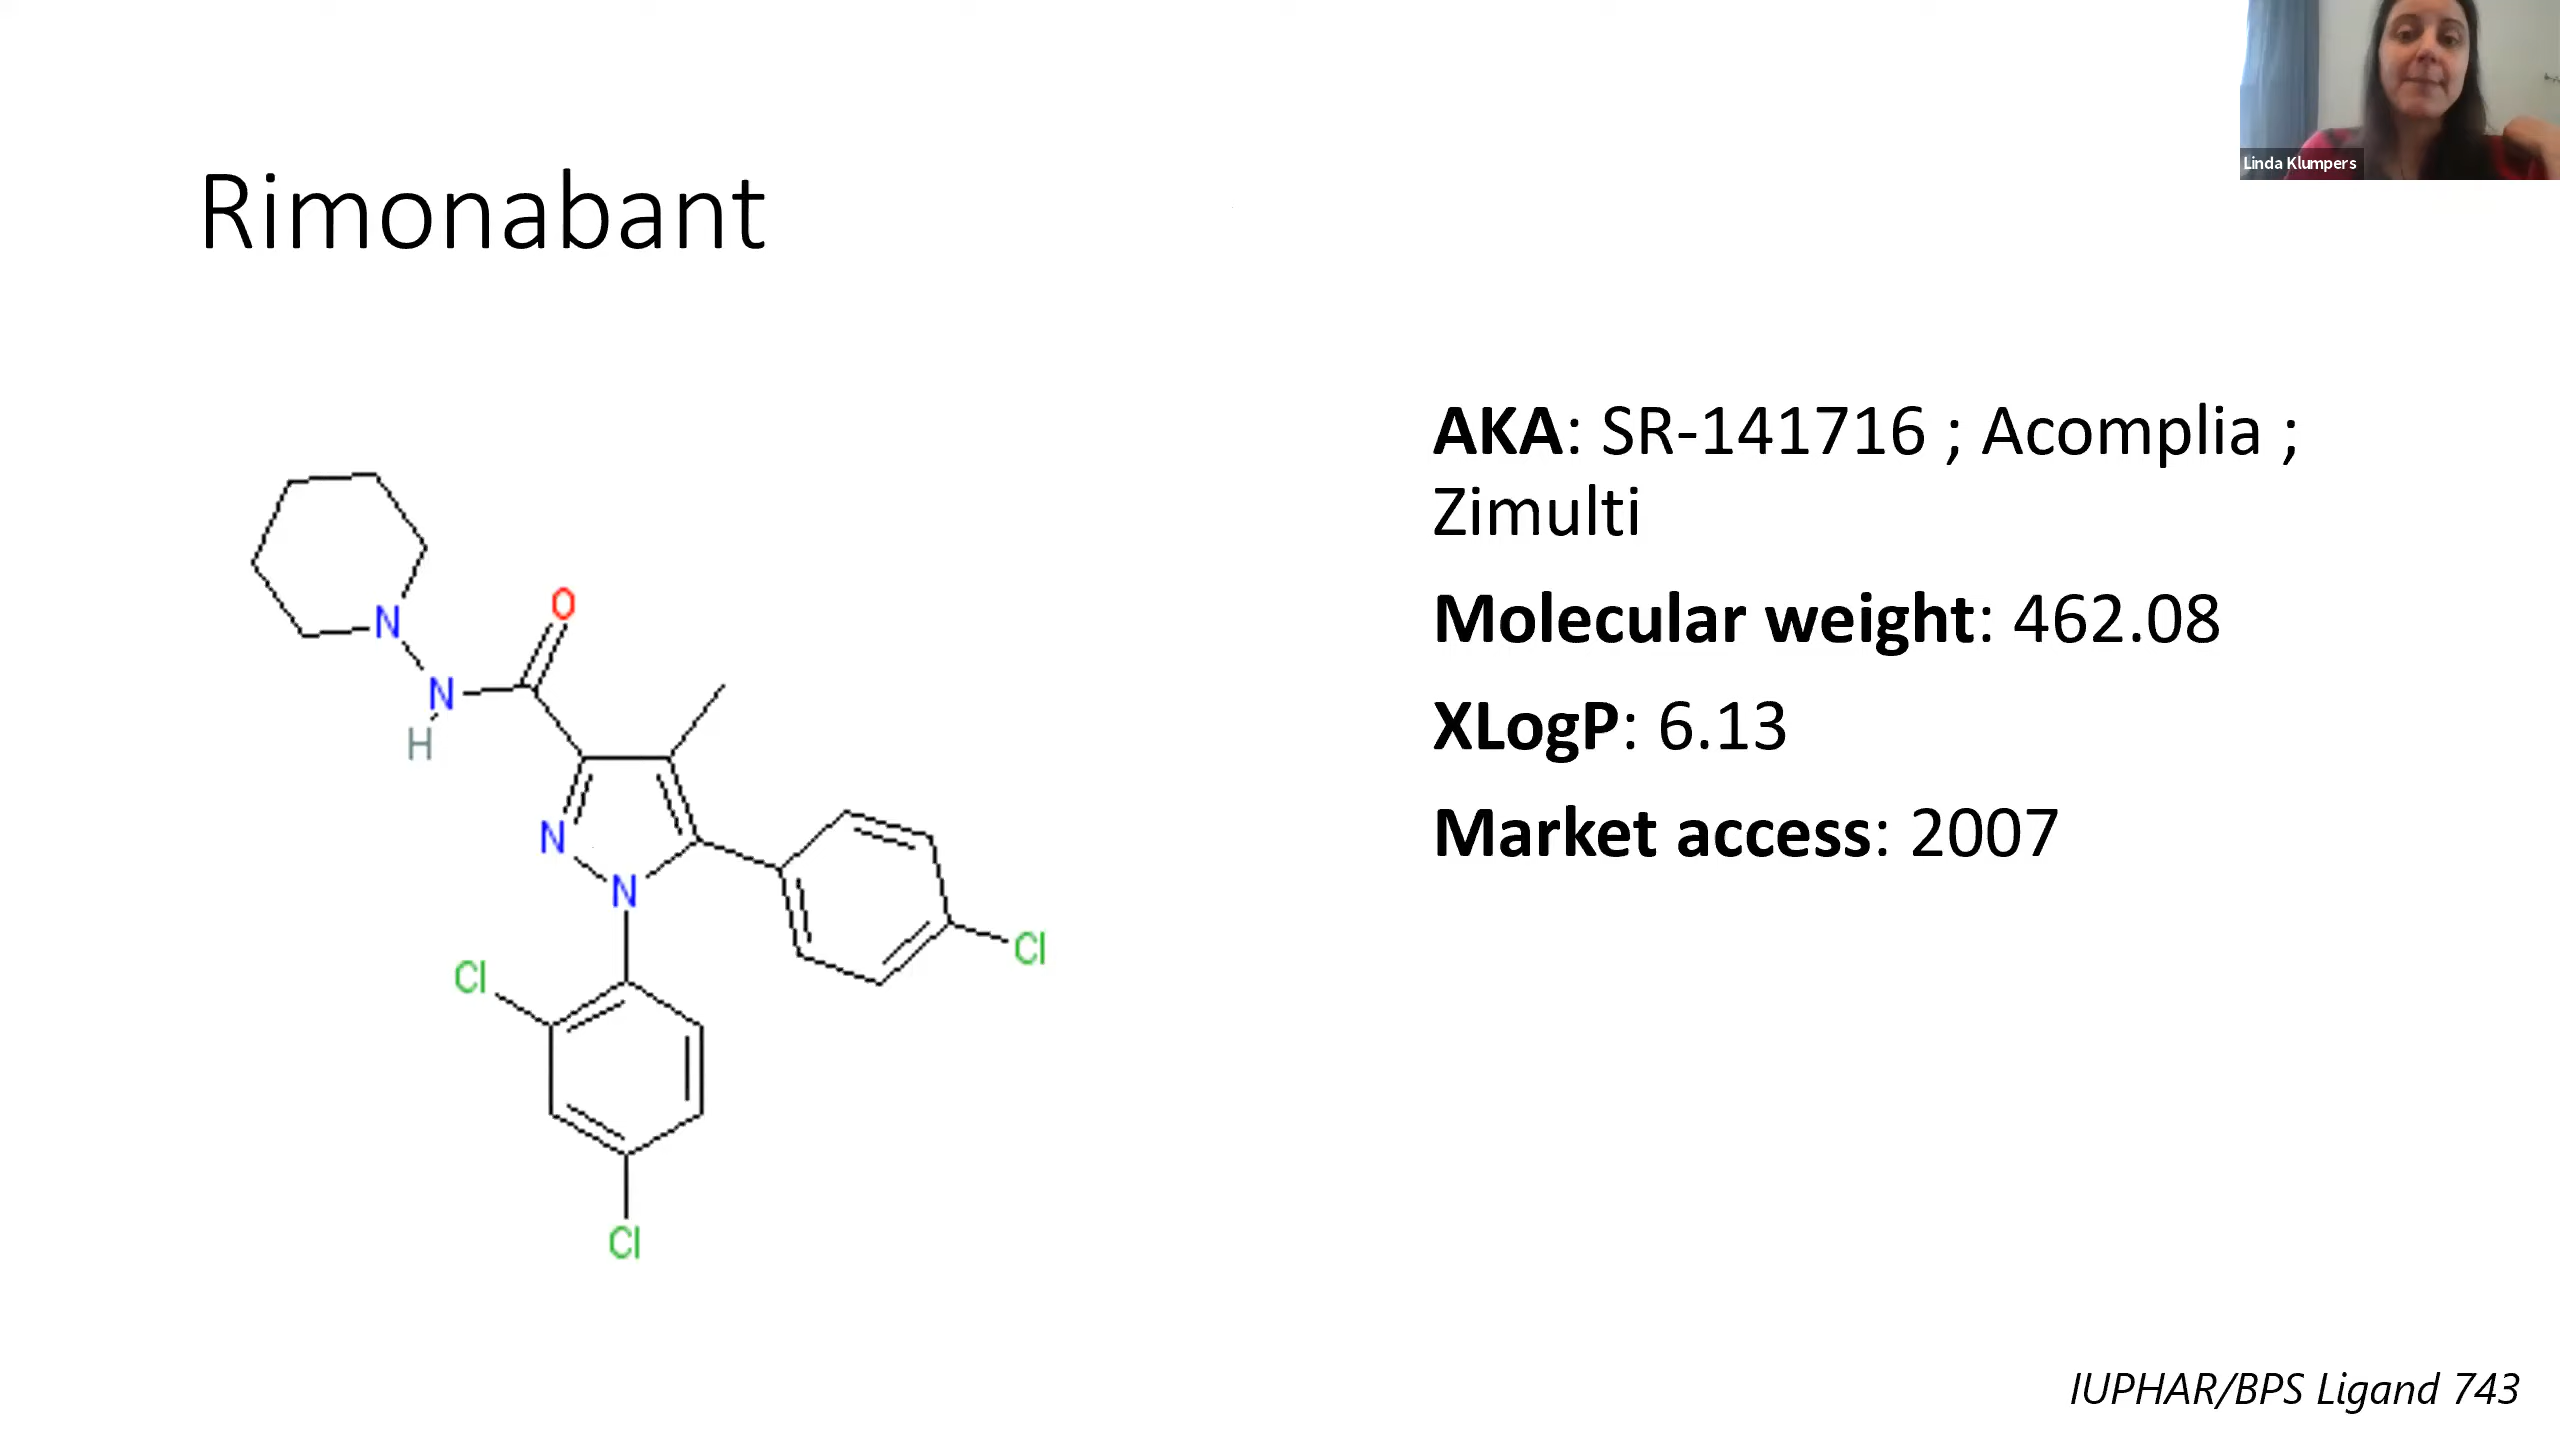 Linda Klumpers
Rimonabant
AKA: SR-141716 ; Acomplia ;
Zimulti
Molecular weight: 462.08
XLogP: 6.13
Market access: 2007
O
N
N
H
N
N
Cl
Cl
Cl
IUPHAR/BPS Ligand 743